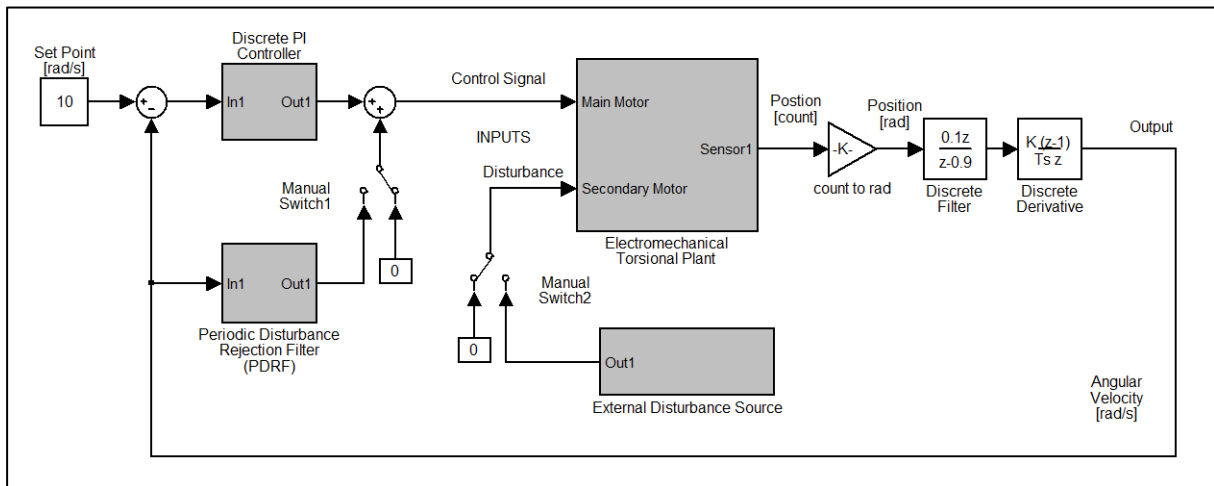 Set Point
[rad/s]
10
+
-
Discrete PI
Controller
In1
Out1
+
+
Control Signal
INPUTS
Disturbance
Main Motor
Secondary Motor
Sensor1
Electromechanical
Torsional Plant
Postion
[count]
-K-
count to rad
Position
[rad]
0.1z
z-0.9
Discrete
Filter
K (z-1)
Ts z
Discrete
Derivative
Output
Manual
Switch1
0
In1
Out1
Periodic Disturbance
Rejection Filter
(PDRF)
Manual
Switch2
0
Out1
External Disturbance Source
Angular
Velocity
[rad/s]